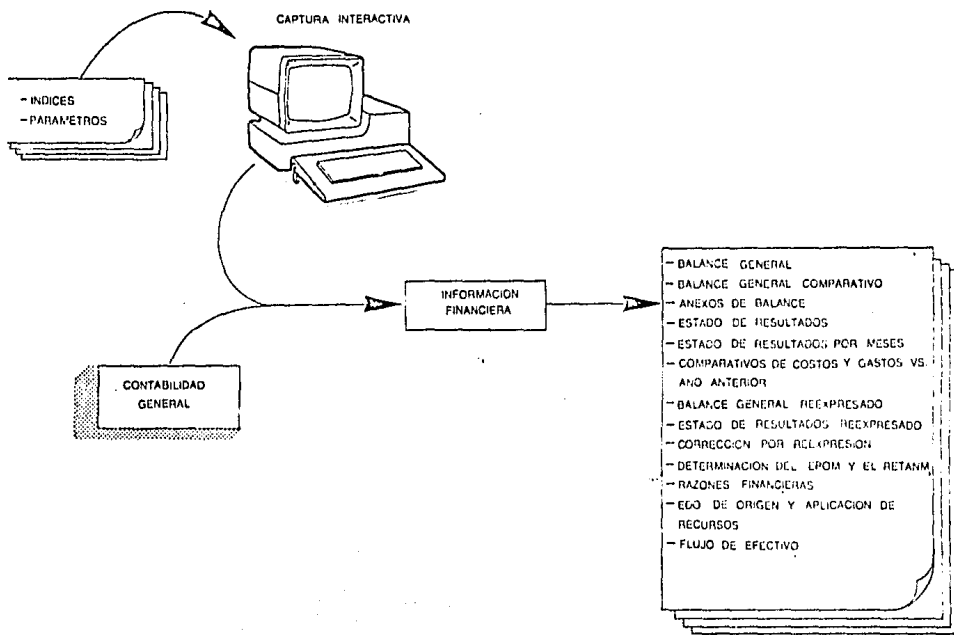 CAPTURA INTERACTIVA
- INDICES
- PARAMETROS
INFORMACION
FINANCIERA
CONTABILIDAD
GENERAL
- BALANCE GENERAL
- BALANCE GENERAL COMPARATIVO
- ANEXOS DE BALANCE
- ESTADO DE RESULTADOS
- ESTADO DE RESULTADOS POR MESES
- COMPARATIVOS DE COSTOS Y GASTOS VS.
ANO ANTERIOR
- BALANCE GENERAL REEXPRESADO
- ESTADO DE RESULTADOS REEXPRESADO
- CORRECCION POR REEXPRESION
- DETERMINACION DEL EPOM Y EL RETANM
- RAZONES FINANCIERAS
- EDO DE ORIGEN Y APLICACION DE
RECURSOS
- FLUJO DE EFECTIVO